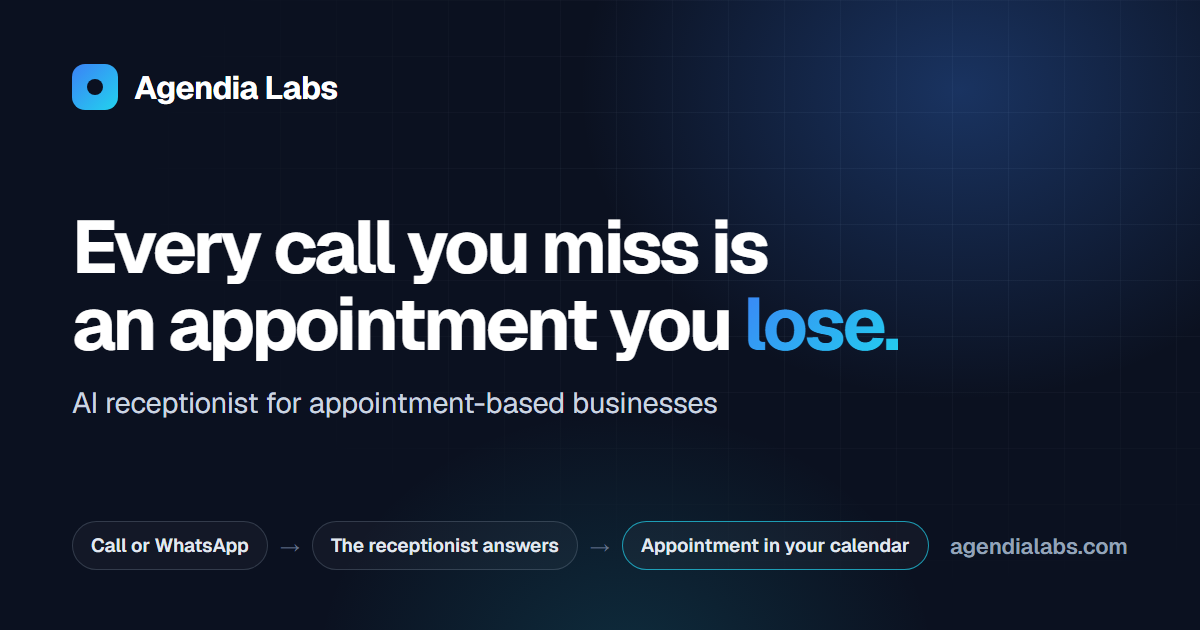 Agendia Labs
Every call you miss is
an appointment you lose.
AI receptionist for appointment-based businesses
Call or WhatsApp → The receptionist answers → Appointment in your calendar agendialabs.com